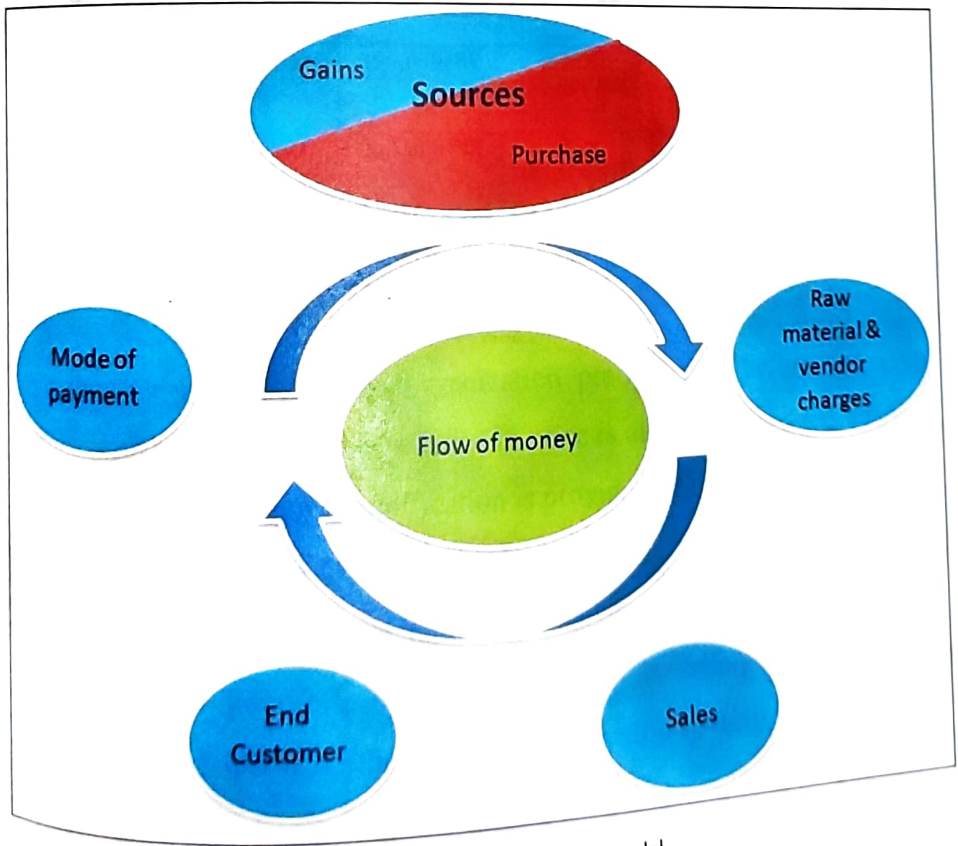 Gains
Sources
Purchase
Raw
material &
vendor
charges
Mode of
payment
Flow of money
End
Customer
Sales